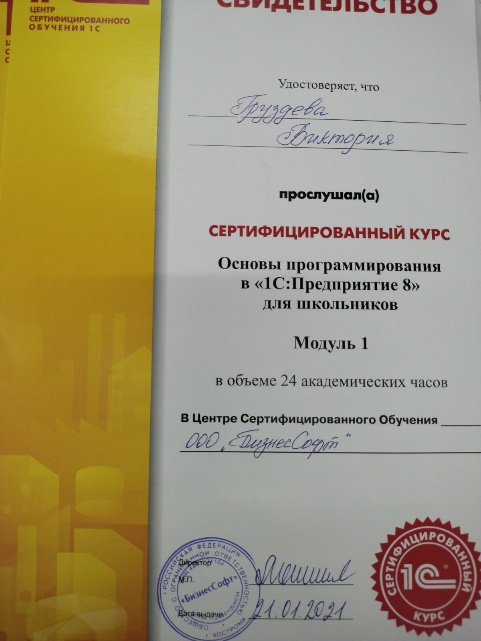 СВИДЕТЕЛЬСТВО
ЦЕНТР
СЕРТИФИЦИРОВАННОГО
ОБУЧЕНИЯ 1С
Удостоверяет, что
Груздева
Виктория
прослушал(а)
СЕРТИФИЦИРОВАННЫЙ КУРС
Основы программирования
в «1С:Предприятие 8»
для школьников
Модуль 1
в объеме 24 академических часов
В Центре Сертифицированного Обучения
ООО „БизнесСофт"
РОССИЙСКАЯ ФЕДЕРАЦИЯ
ОБЩЕСТВО С ОГРАНИЧЕННОЙ ОТВЕТСТВЕННОСТЬЮ
«БизнесСофт»
г. КОСТРОМА
Директор
М.П.
Дата выдачи
21.01.2021
СЕРТИФИЦИРОВАННЫЙ
1С
КУРС